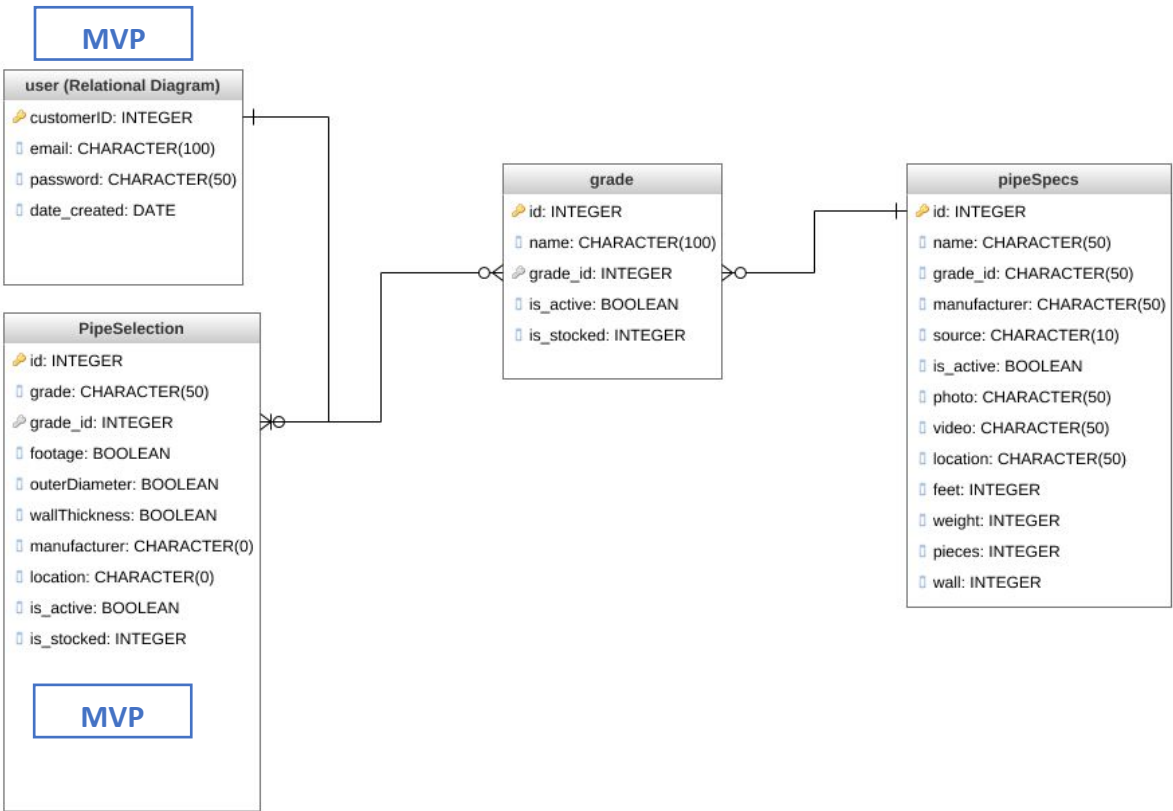 MVP
user (Relational Diagram)
customerID: INTEGER
email: CHARACTER(100)
password: CHARACTER(50)
date_created: DATE
PipeSelection
id: INTEGER
grade: CHARACTER(50)
grade_id: INTEGER
footage: BOOLEAN
outerDiameter: BOOLEAN
wallThickness: BOOLEAN
manufacturer: CHARACTER(0)
location: CHARACTER(0)
is_active: BOOLEAN
is_stocked: INTEGER
MVP
grade
id: INTEGER
name: CHARACTER(100)
grade_id: INTEGER
is_active: BOOLEAN
is_stocked: INTEGER
pipeSpecs
id: INTEGER
name: CHARACTER(50)
grade_id: CHARACTER(50)
manufacturer: CHARACTER(50)
source: CHARACTER(10)
is_active: BOOLEAN
photo: CHARACTER(50)
video: CHARACTER(50)
location: CHARACTER(50)
feet: INTEGER
weight: INTEGER
pieces: INTEGER
wall: INTEGER